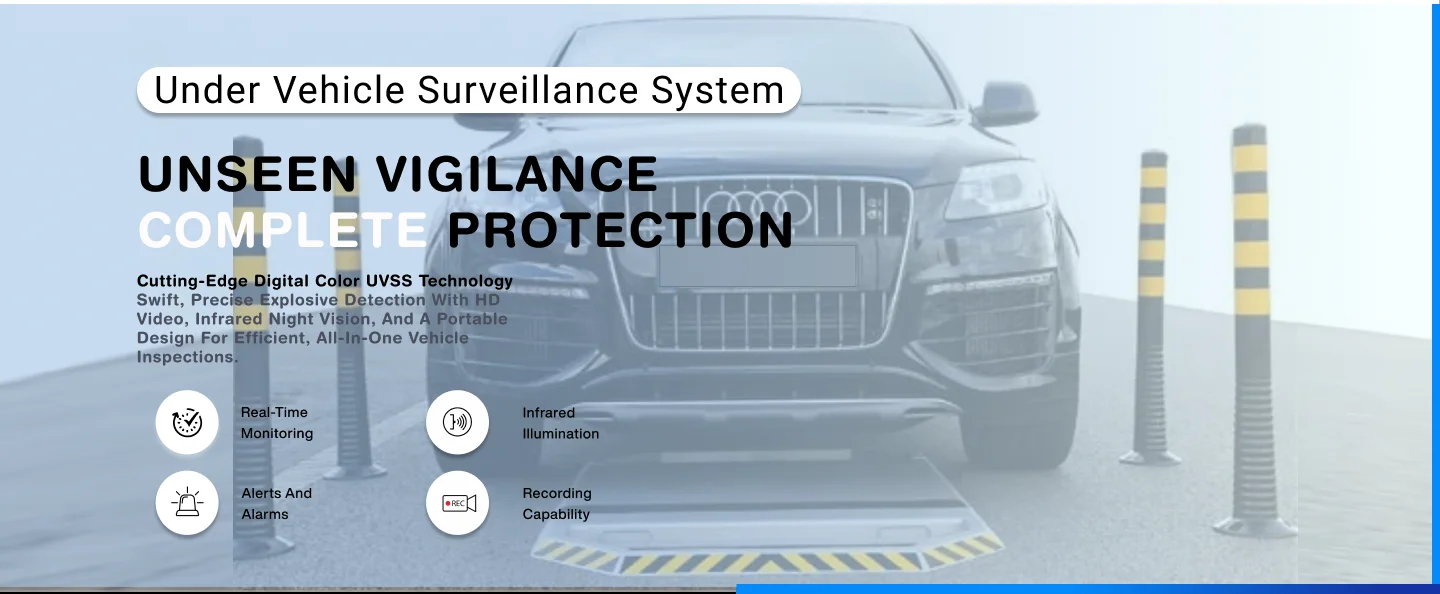 Under Vehicle Surveillance System
UNSEEN VIGILANCE
COMPLETE PROTECTION
Cutting-Edge Digital Color UVSS Technology
Swift, Precise Explosive Detection With HD
Video, Infrared Night Vision, And A Portable
Design For Efficient, All-In-One Vehicle
Inspections.
Real-Time
Monitoring
Infrared
Illumination
Alerts And
Alarms
REC
Recording
Capability